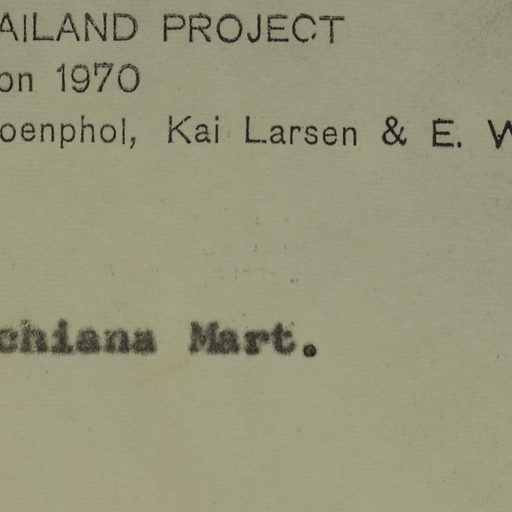 AILAND PROJECT
on 1970
oenphol, Kai Larsen & E. W
chiana Mart.